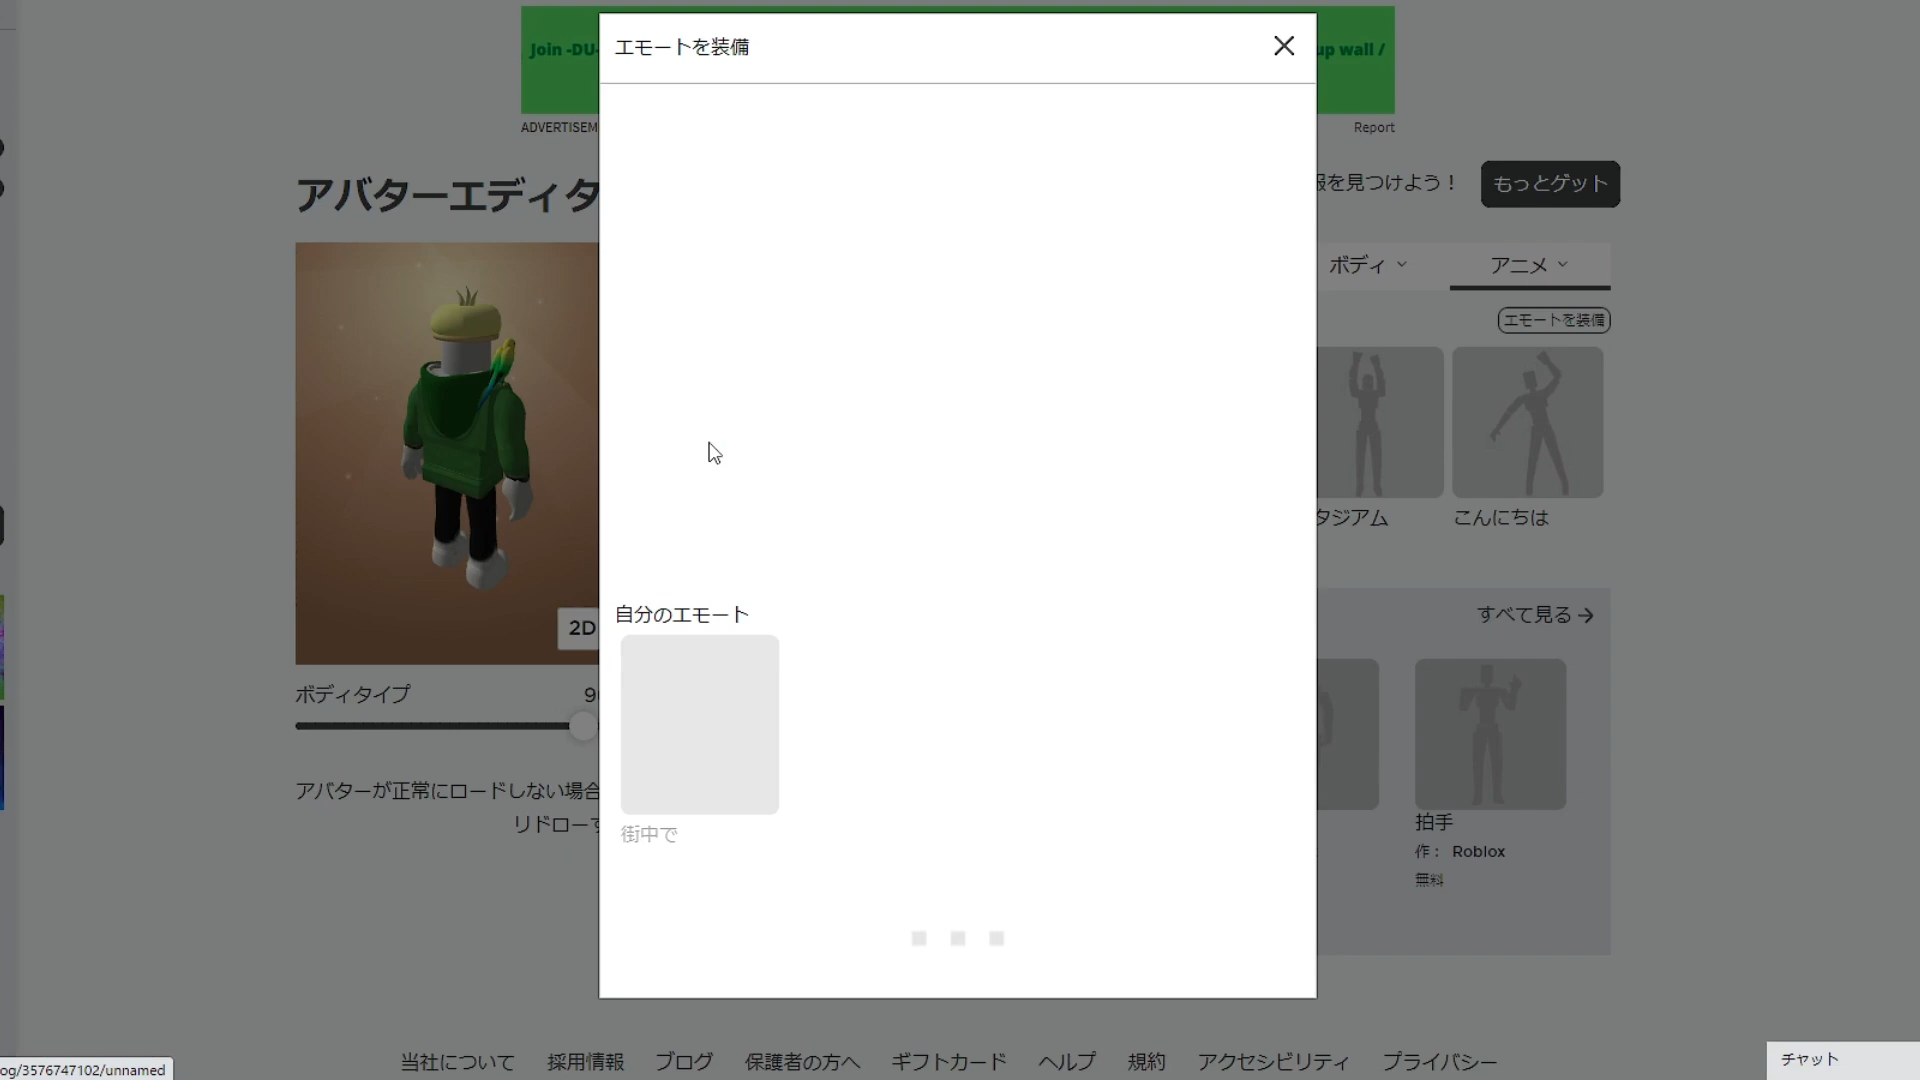 Join -DU-
up wall /
エモートを装備
ADVERTISEM
Report
アバターエディタ
報を見つけよう！
もっとゲット
ボディ
アニメ
エモートを装備
タジアム
こんにちは
2D
自分のエモート
すべて見る
ボディタイプ
街中で
アバターが正常にロードしない場合
リドローす
拍手
作： Roblox
無料
当社について 採用情報 ブログ 保護者の方へ ギフトカード ヘルプ 規約 アクセシビリティ プライバシー
チャット
og/3576747102/unnamed